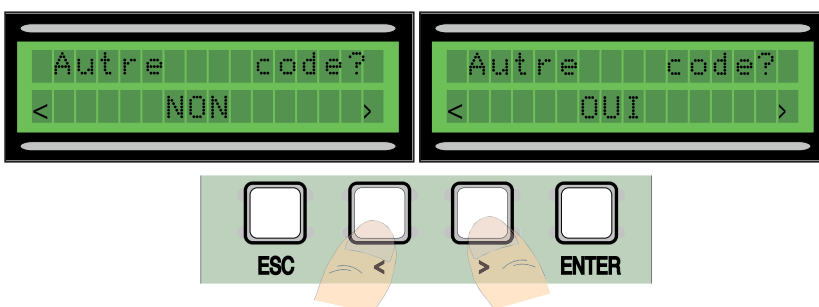 Autre code?
< NON >
Autre code?
< OUI >
ESC < > ENTER